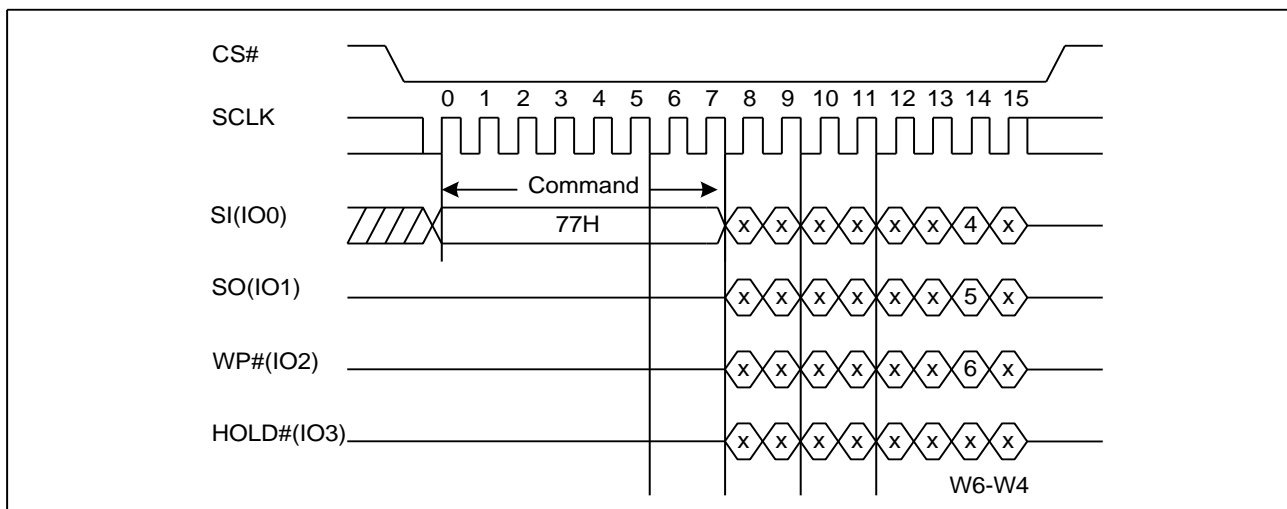 CS#
0 1 2 3 4 5 6 7 8 9 10 11 12 13 14 15
SCLK
Command
SI(IO0) 77H x x x x x x 4 x
SO(IO1) x x x x x x 5 x
WP#(IO2) x x x x x x 6 x
HOLD#(IO3) x x x x x x x x
W6-W4